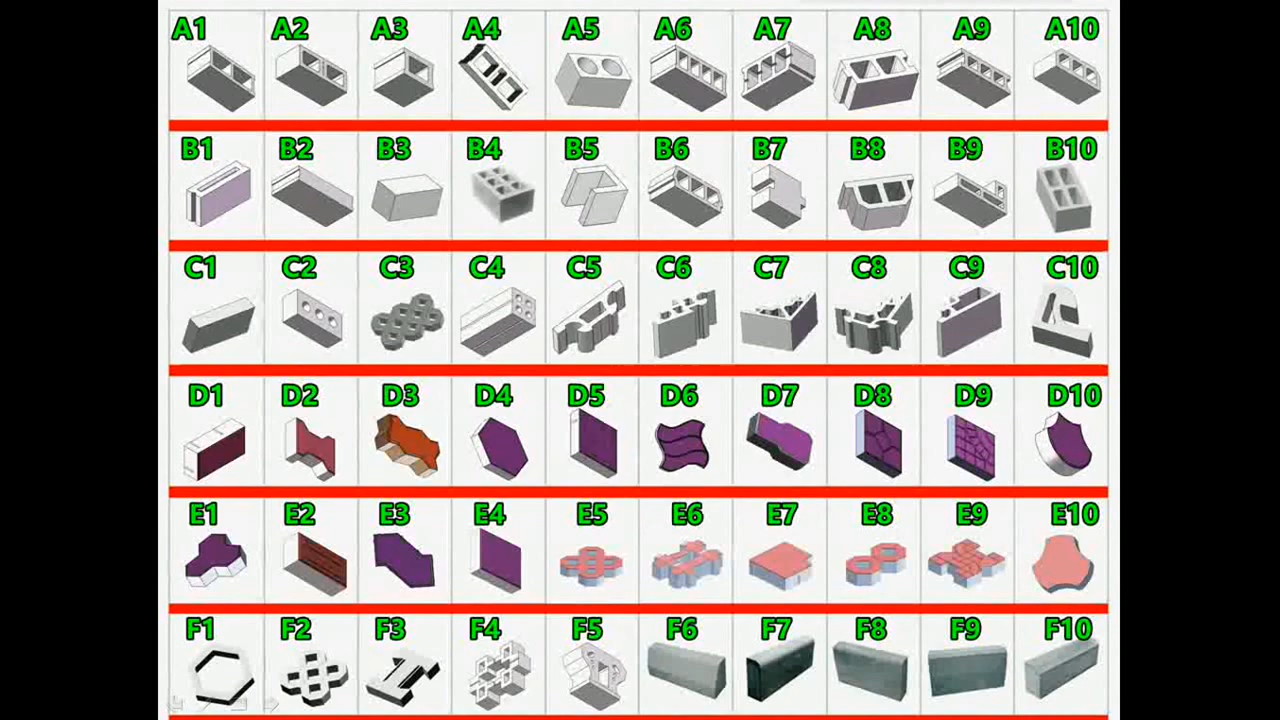 A1 A2 A3 A4 A5 A6 A7 A8 A9 A10
B1 B2 B3 B4 B5 B6 B7 B8 B9 B10
C1 C2 C3 C4 C5 C6 C7 C8 C9 C10
D1 D2 D3 D4 D5 D6 D7 D8 D9 D10
E1 E2 E3 E4 E5 E6 E7 E8 E9 E10
F1 F2 F3 F4 F5 F6 F7 F8 F9 F10